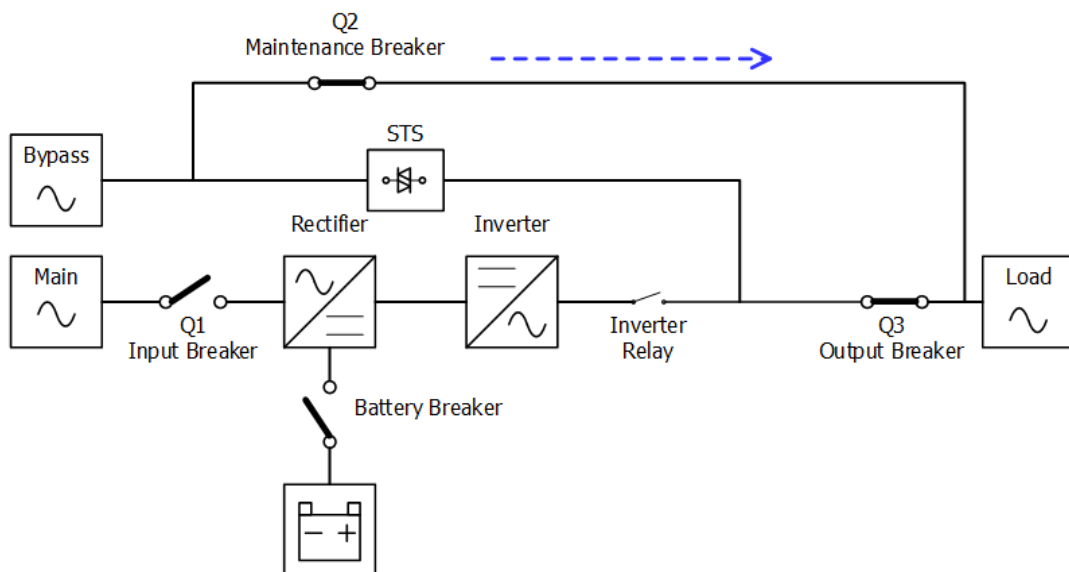 Q2
Maintenance Breaker
STS
Bypass
Rectifier
Inverter
Main
Load
Q1
Input Breaker
Inverter
Relay
Q3
Output Breaker
Battery Breaker